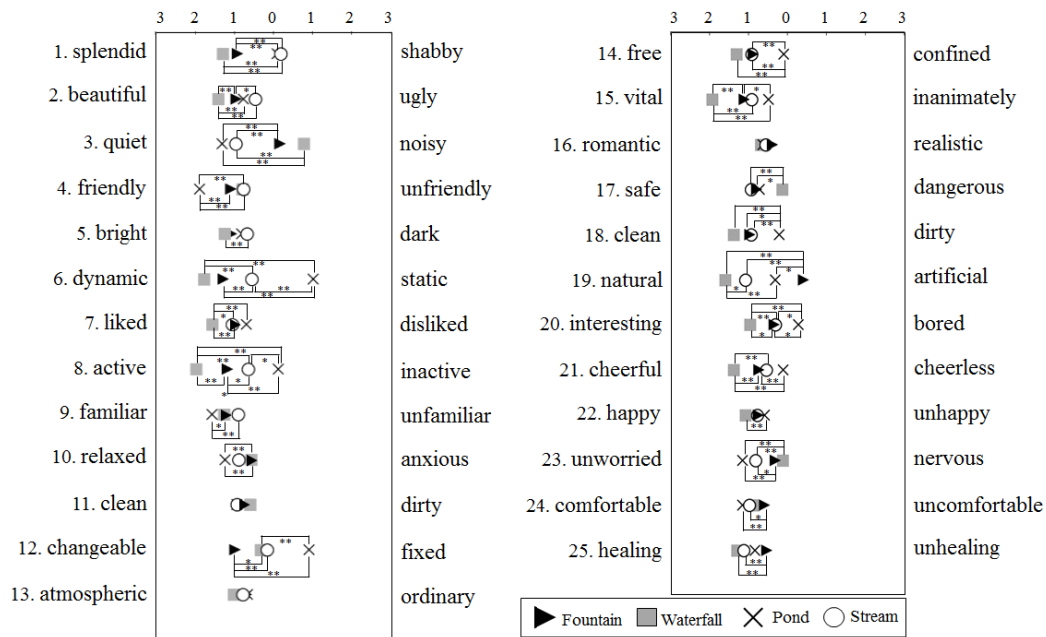 3 2 1 0 1 2 3
1. splendid shabby
2. beautiful ugly
3. quiet noisy
4. friendly unfriendly
5. bright dark
6. dynamic static
7. liked disliked
8. active inactive
9. familiar unfamiliar
10. relaxed anxious
11. clean dirty
12. changeable fixed
13. atmospheric ordinary
3 2 1 0 1 2 3
14. free confined
15. vital inanimately
16. romantic realistic
17. safe dangerous
18. clean dirty
19. natural artificial
20. interesting bored
21. cheerful cheerless
22. happy unhappy
23. unworried nervous
24. comfortable uncomfortable
25. healing unhealing
Fountain Waterfall Pond Stream